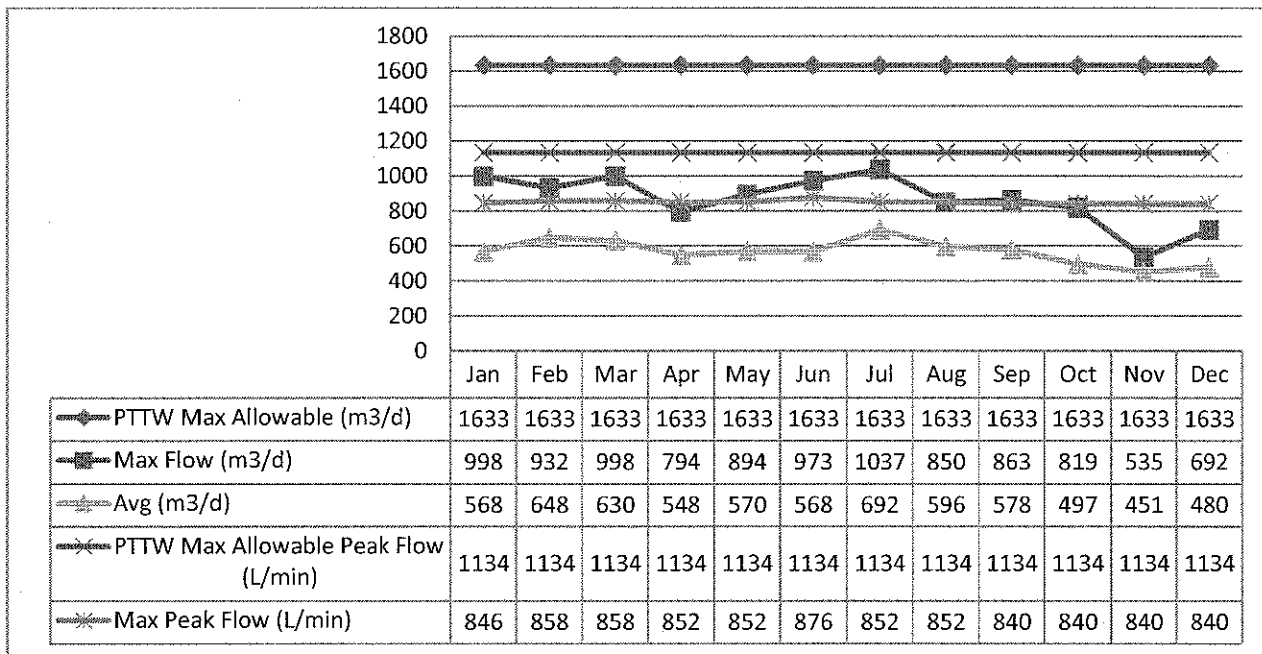 1800
1600
1400
1200
1000
800
600
400
200
0
Jan Feb Mar Apr May Jun Jul Aug Sep Oct Nov Dec
PTTW Max Allowable (m3/d) 1633 1633 1633 1633 1633 1633 1633 1633 1633 1633 1633 1633
Max Flow (m3/d) 998 932 998 794 894 973 1037 850 863 819 535 692
Avg (m3/d) 568 648 630 548 570 568 692 596 578 497 451 480
PTTW Max Allowable Peak Flow
(L/min) 1134 1134 1134 1134 1134 1134 1134 1134 1134 1134 1134 1134
Max Peak Flow (L/min) 846 858 858 852 852 876 852 852 840 840 840 840